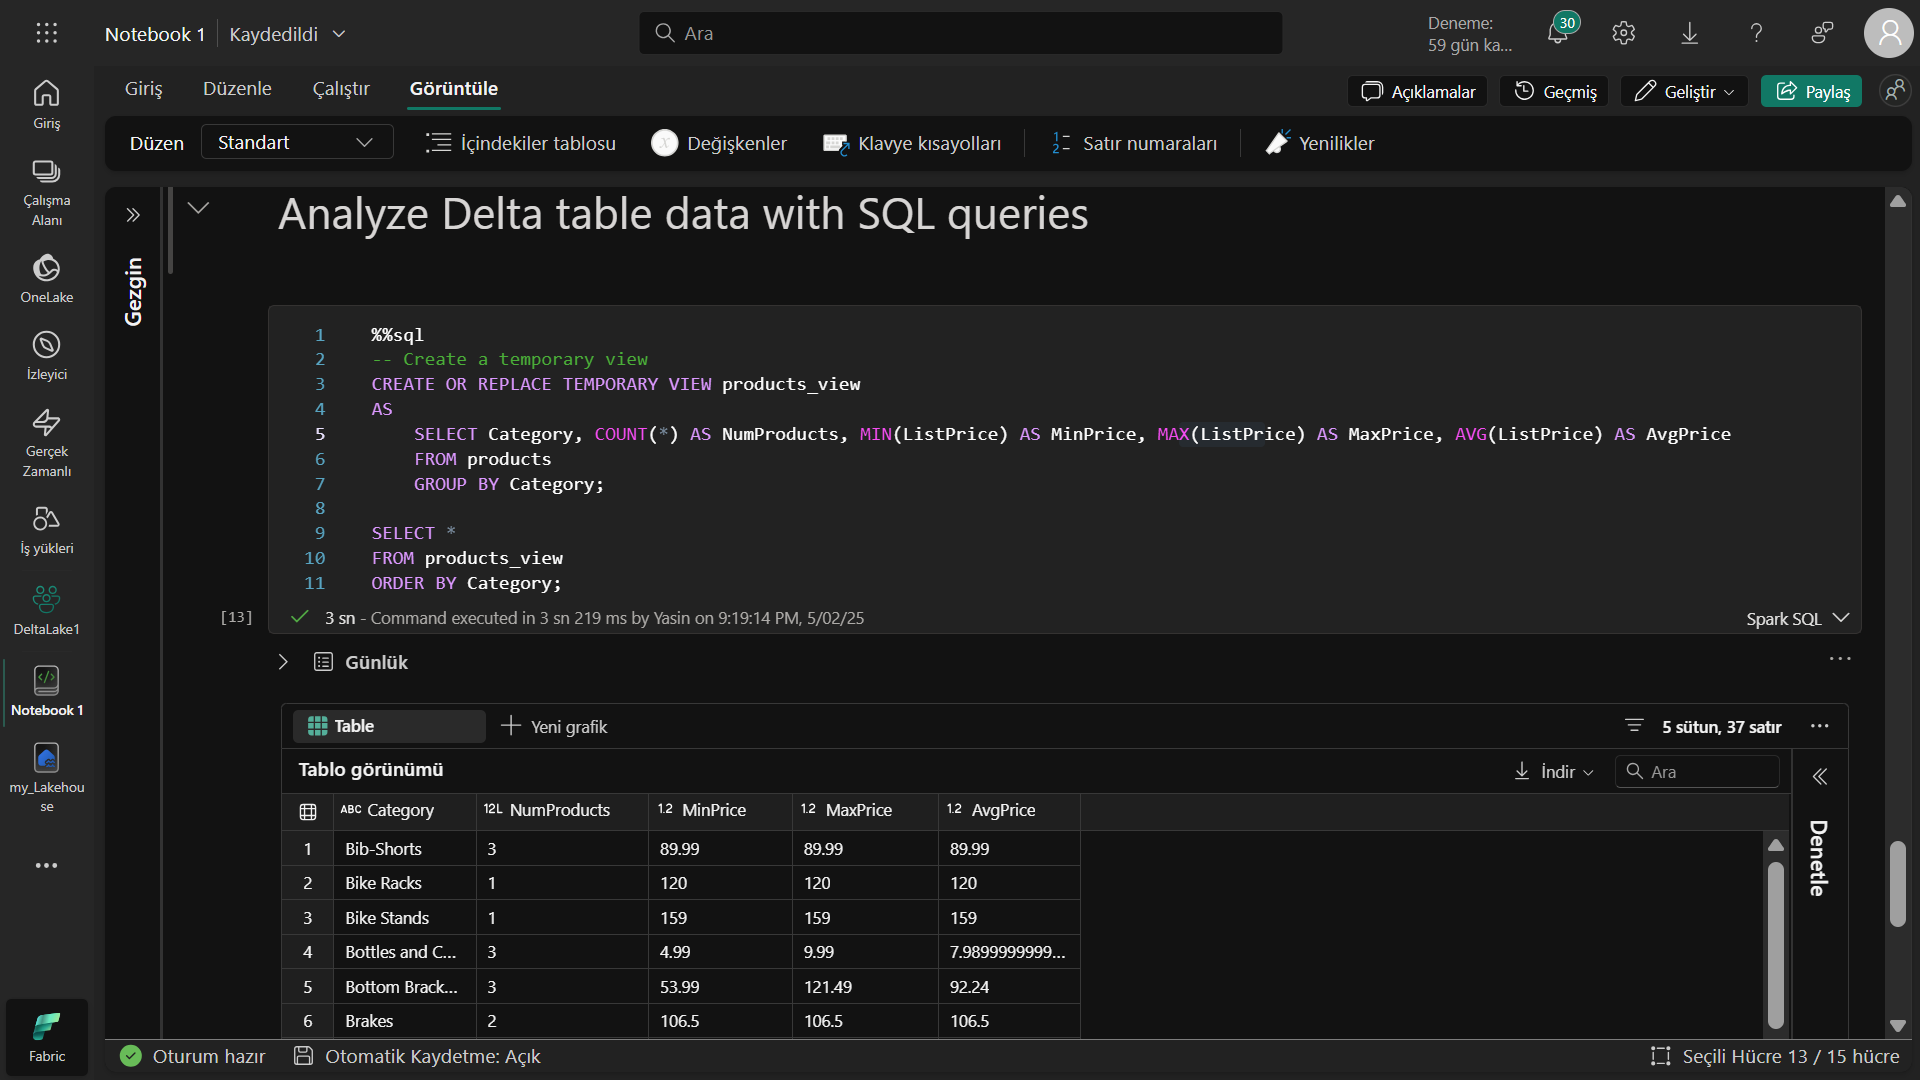 Notebook 1
Kaydedildi
Ara
Deneme:
59 gün ka...
30
Giriş
Düzenle
Çalıştır
Görüntüle
Açıklamalar
Geçmiş
Geliştir
Paylaş
Düzen
Standart
İçindekiler tablosu
Değişkenler
Klavye kısayolları
Satır numaraları
Yenilikler
Giriş
Çalışma
Alanı
OneLake
İzleyici
Gerçek
Zamanlı
İş yükleri
DeltaLake1
Notebook 1
my_Lakehou
se
Fabric
Gezgin
Analyze Delta table data with SQL queries
1 %%sql
2 -- Create a temporary view
3 CREATE OR REPLACE TEMPORARY VIEW products_view
4 AS
5 SELECT Category, COUNT(*) AS NumProducts, MIN(ListPrice) AS MinPrice, MAX(ListPrice) AS MaxPrice, AVG(ListPrice) AS AvgPrice
6 FROM products
7 GROUP BY Category;
8
9 SELECT *
10 FROM products_view
11 ORDER BY Category;
[13]
3 sn - Command executed in 3 sn 219 ms by Yasin on 9:19:14 PM, 5/02/25
Spark SQL
Günlük
Table
Yeni grafik
5 sütun, 37 satır
Tablo görünümü
İndir
Ara
Denetle
ABC Category 12L NumProducts 1.2 MinPrice 1.2 MaxPrice 1.2 AvgPrice
1 Bib-Shorts 3 89.99 89.99 89.99
2 Bike Racks 1 120 120 120
3 Bike Stands 1 159 159 159
4 Bottles and C... 3 4.99 9.99 7.9899999999...
5 Bottom Brack... 3 53.99 121.49 92.24
6 Brakes 2 106.5 106.5 106.5
Oturum hazır
Otomatik Kaydetme: Açık
Seçili Hücre 13 / 15 hücre